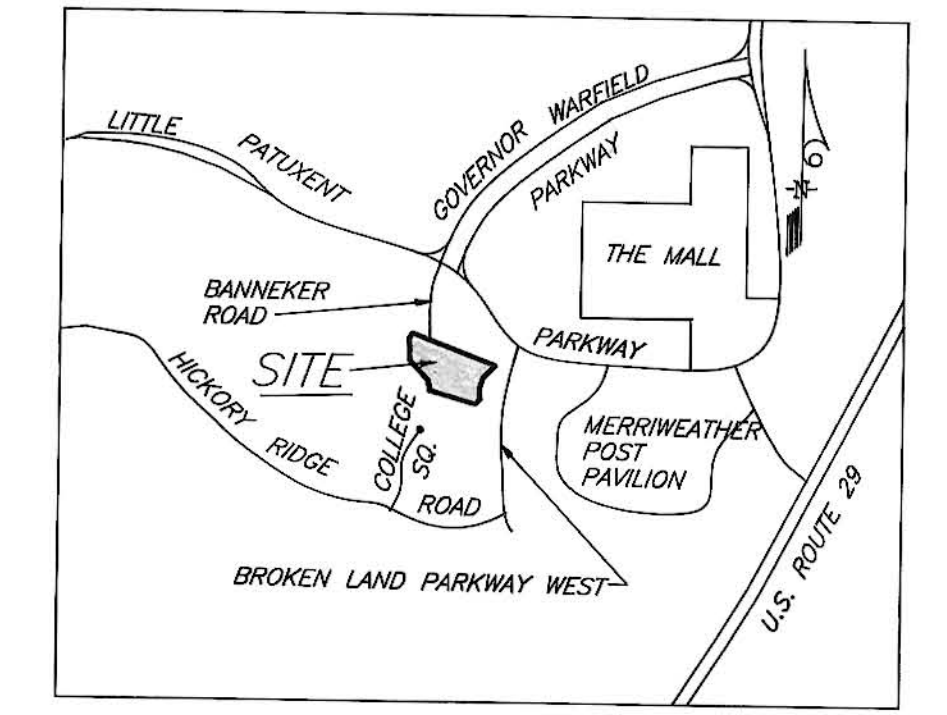 LITTLE
PATUXENT
GOVERNOR WARFIELD
PARKWAY
N
THE MALL
BANNEKER
ROAD
PARKWAY
SITE
HICKORY
RIDGE
ROAD
COLLEGE
SQ.
MERRIWEATHER
POST
PAVILION
BROKEN LAND PARKWAY WEST
U.S. ROUTE 29